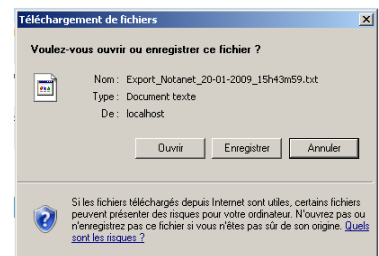 Téléchargement de fichiers
Voulez-vous ouvrir ou enregistrer ce fichier ?
Nom : Export_Notanet_20-01-2009_15h43m59.txt
Type : Document texte
De : localhost
Ouvrir Enregistrer Annuler
Si les fichiers téléchargés depuis Internet sont utiles, certains fichiers
peuvent présenter des risques pour votre ordinateur. N'ouvrez pas ou
n'enregistrez pas ce fichier si vous n'êtes pas sûr de son origine. Quels
sont les risques ?